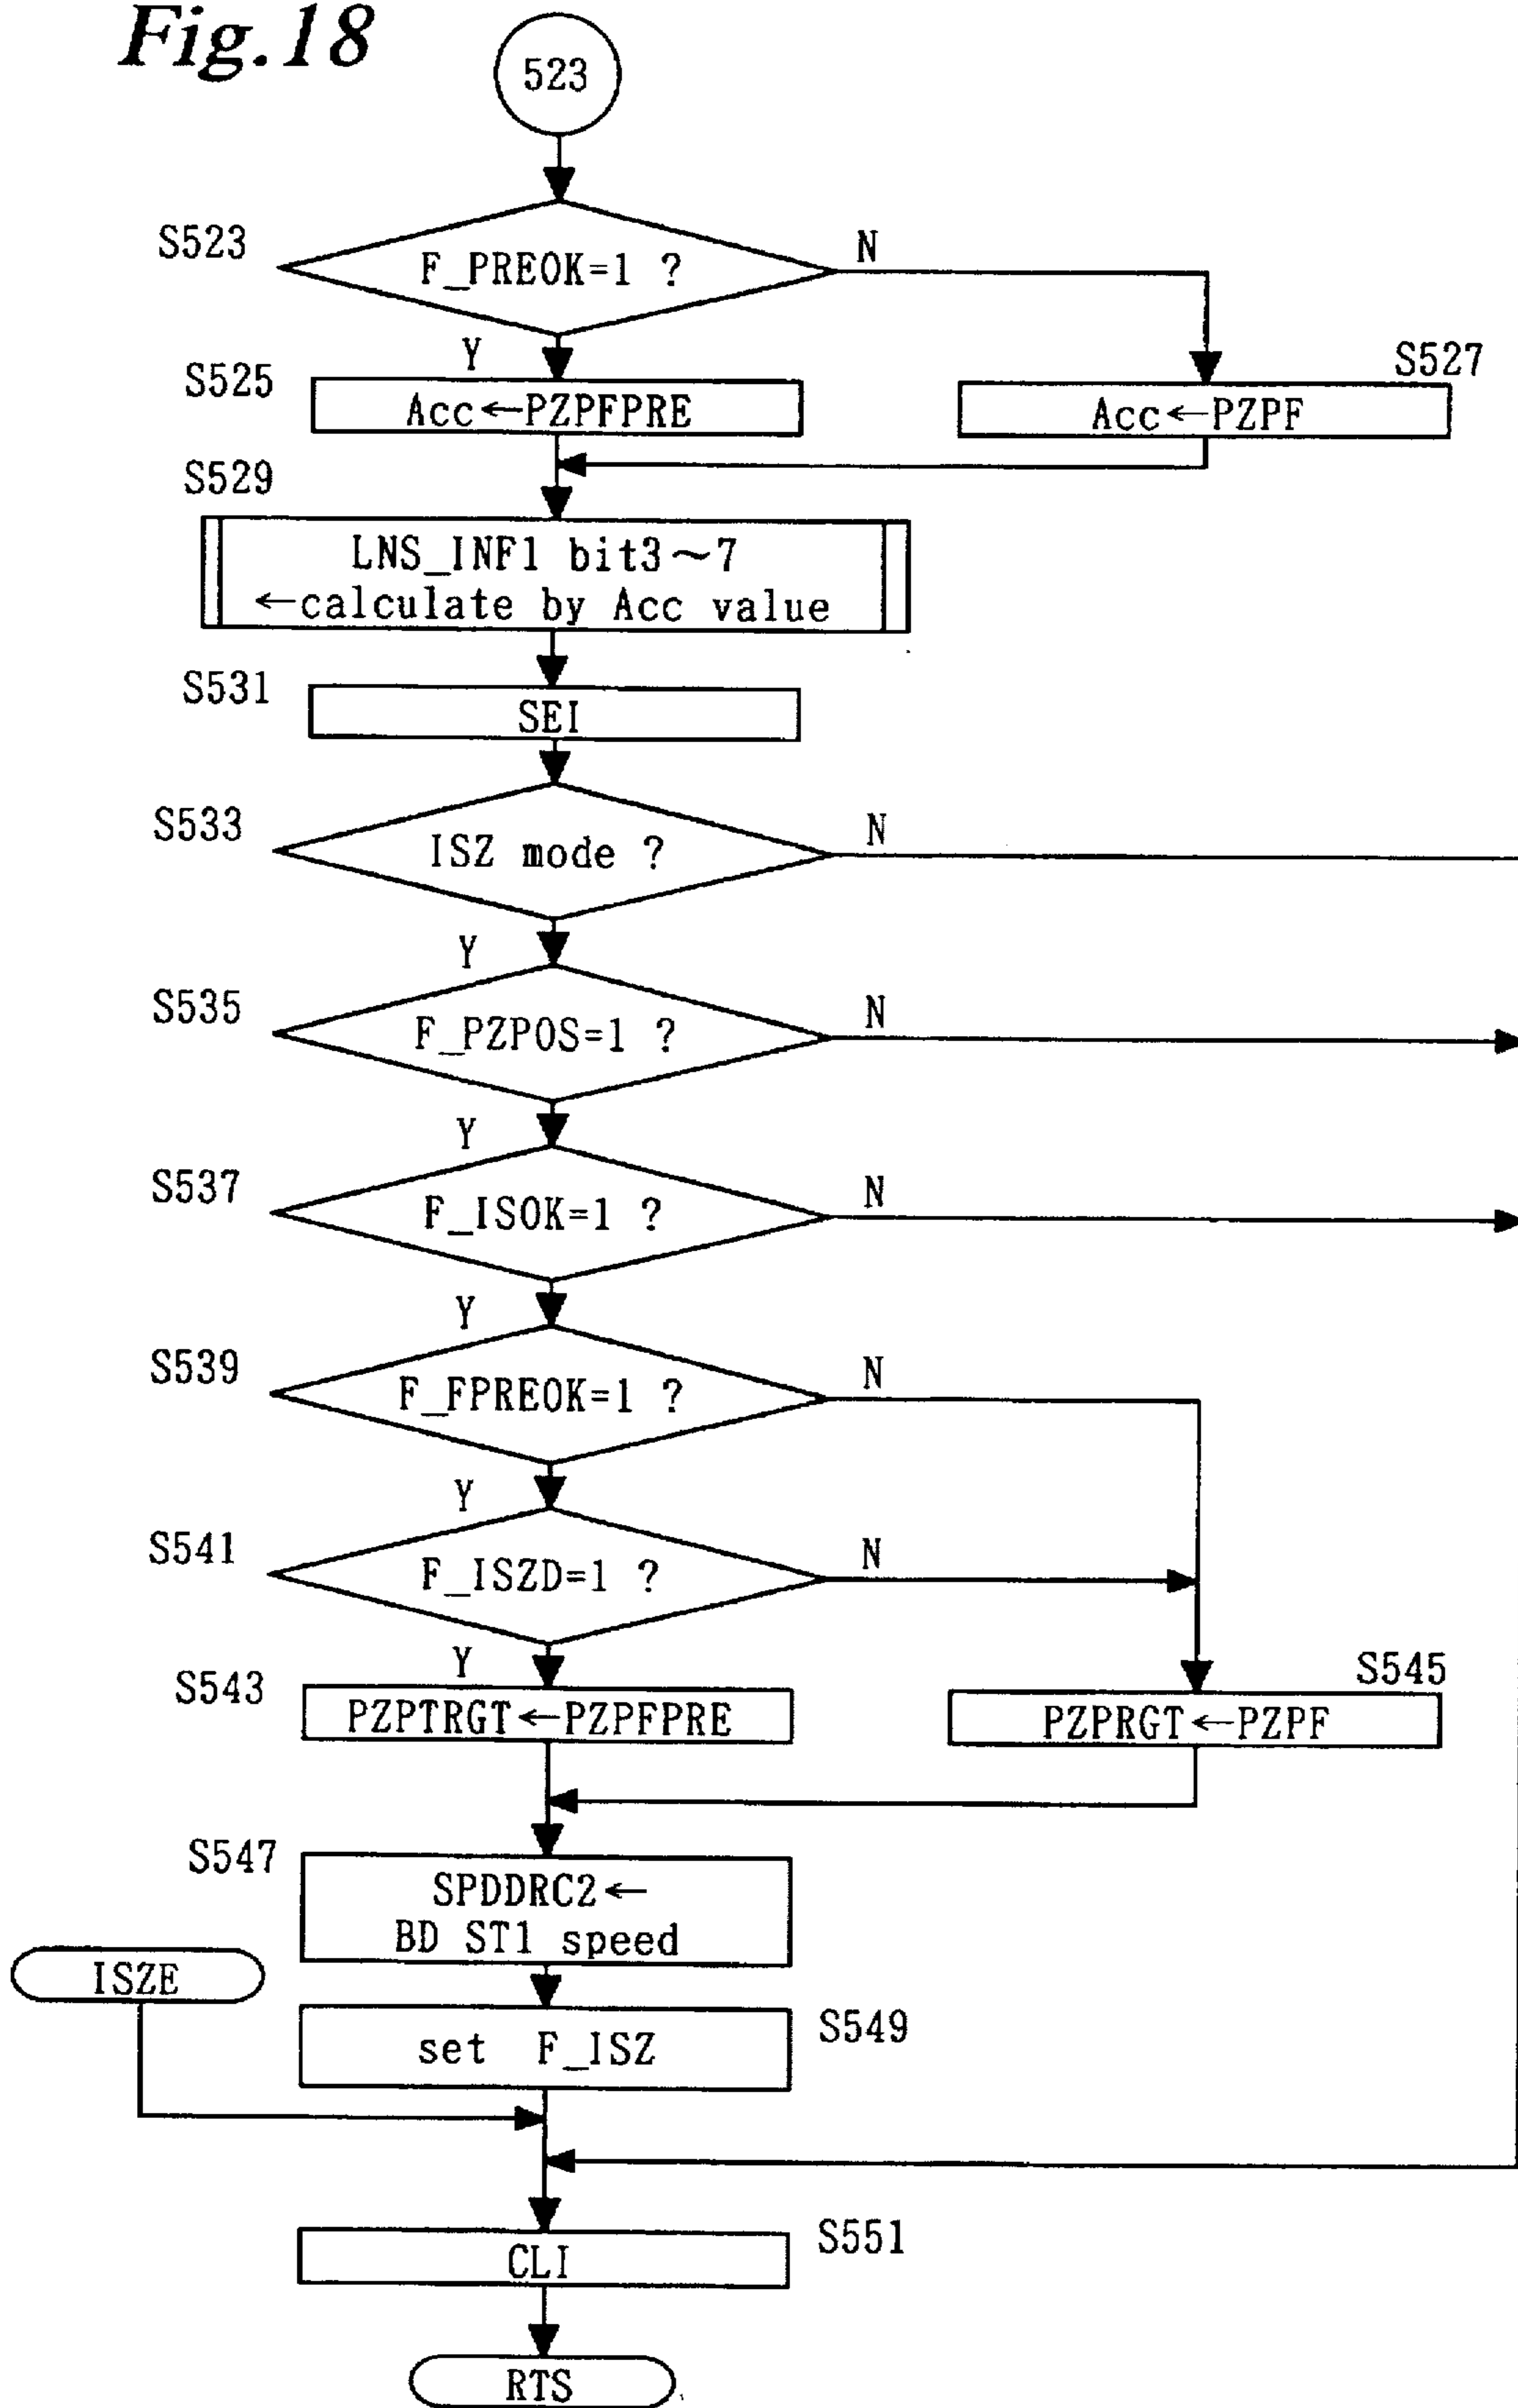 Fig.18
523
S523
F_PREOK=1 ?
N
Y
S525
Acc←PZPFPRE
S527
Acc←PZPF
S529
LNS_INF1 bit3~7
←calculate by Acc value
S531
SEI
S533
ISZ mode ?
N
Y
S535
F_PZPOS=1 ?
N
Y
S537
F_ISOK=1 ?
N
Y
S539
F_FPREOK=1 ?
N
Y
S541
F_ISZD=1 ?
N
Y
S543
PZPTRGT←PZPFPRE
S545
PZPRGT←PZPF
S547
SPDDRC2←
BD ST1 speed
ISZE
set F_ISZ
S549
S551
CLI
RTS